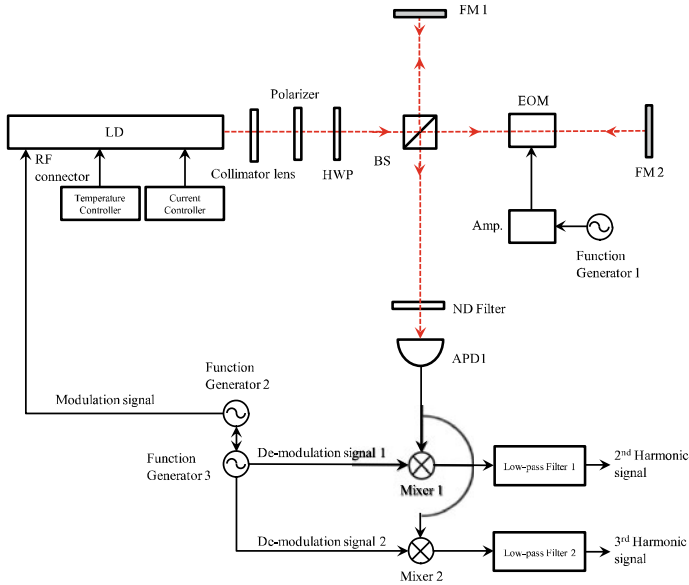 FM 1
Polarizer
EOM
LD
RF
connector
Collimator lens
HWP
BS
FM 2
Temperature
Controller
Current
Controller
Amp.
Function
Generator 1
ND Filter
APD1
Function
Generator 2
Modulation signal
Function
Generator 3
De-modulation signal 1
Mixer 1
Low-pass Filter 1
2nd Harmonic
signal
De-modulation signal 2
Mixer 2
Low-pass Filter 2
3rd Harmonic
signal